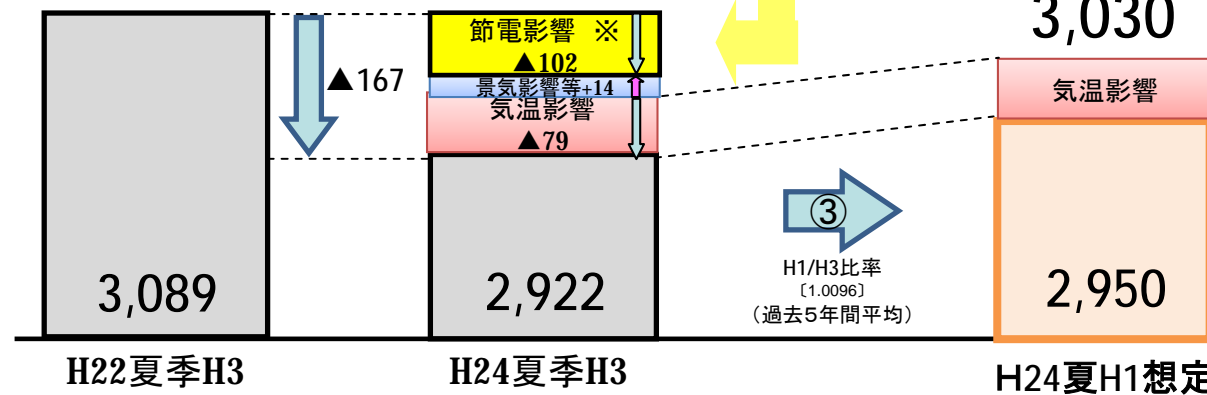 3,030
節電影響 ※
▲102
▲167
景気影響等+14
気温影響
▲79
気温影響
③
H1/H3比率
〔1.0096〕
(過去5年間平均)
3,089
2,922
2,950
H22夏季H3
H24夏季H3
H24夏H1想定